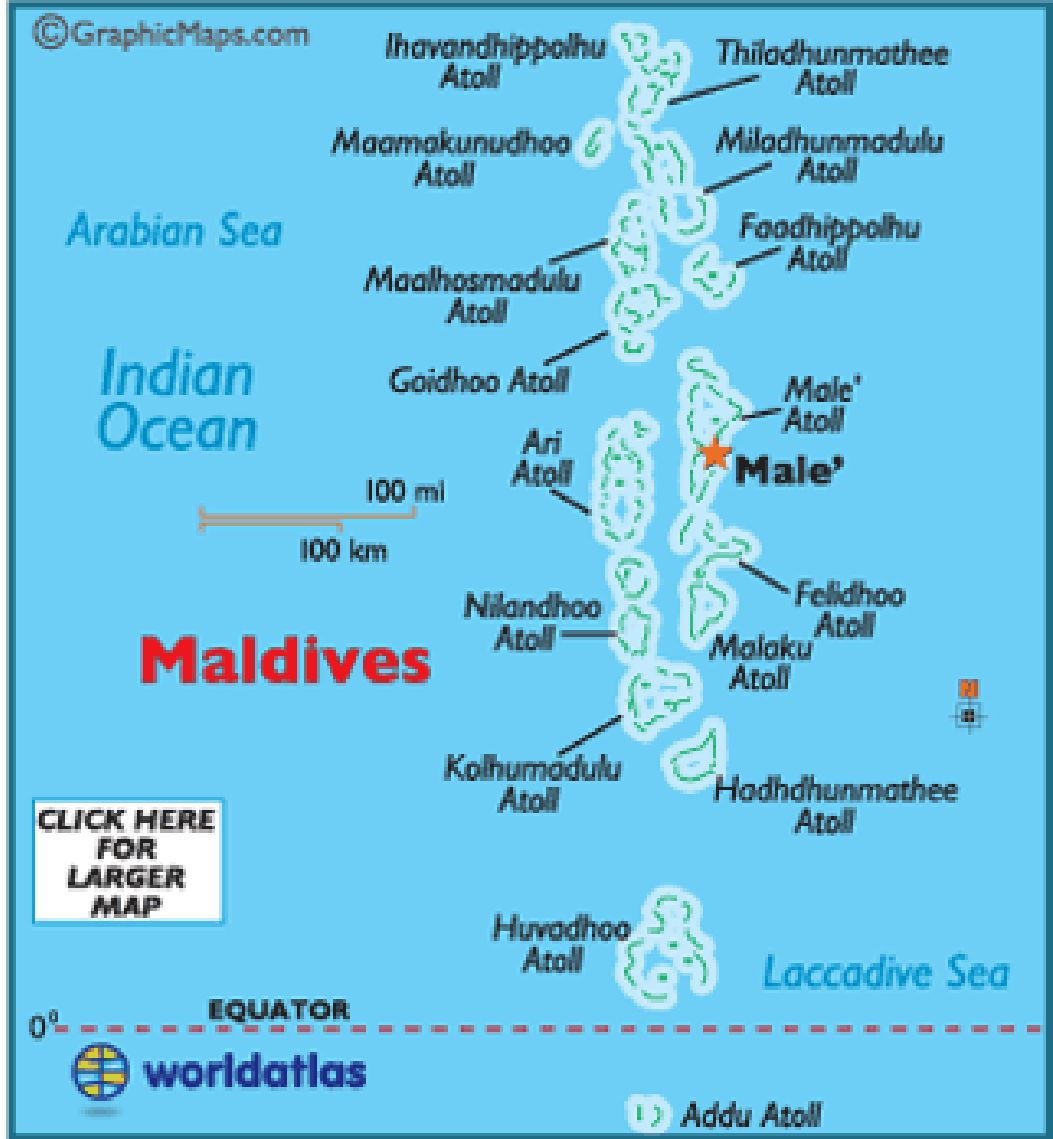 ©GraphicMaps.com
Ihavandhippolhu
Atoll
Thiladhunmathee
Atoll
Maamakunudhoo
Atoll
Miladhunmadulu
Atoll
Arabian Sea
Faadhippolhu
Atoll
Maalhosmadulu
Atoll
Goidhoo Atoll
Indian
Ocean
Male'
Atoll
Ari
Atoll
Male'
100 mi
100 km
Nilandhoo
Atoll
Felidhoo
Atoll
Maldives
Malaku
Atoll
N
Kolhumadulu
Atoll
Hadhdhunmathee
Atoll
CLICK HERE
FOR
LARGER
MAP
Huvadhoo
Atoll
Laccadive Sea
EQUATOR
0°
worldatlas
Addu Atoll